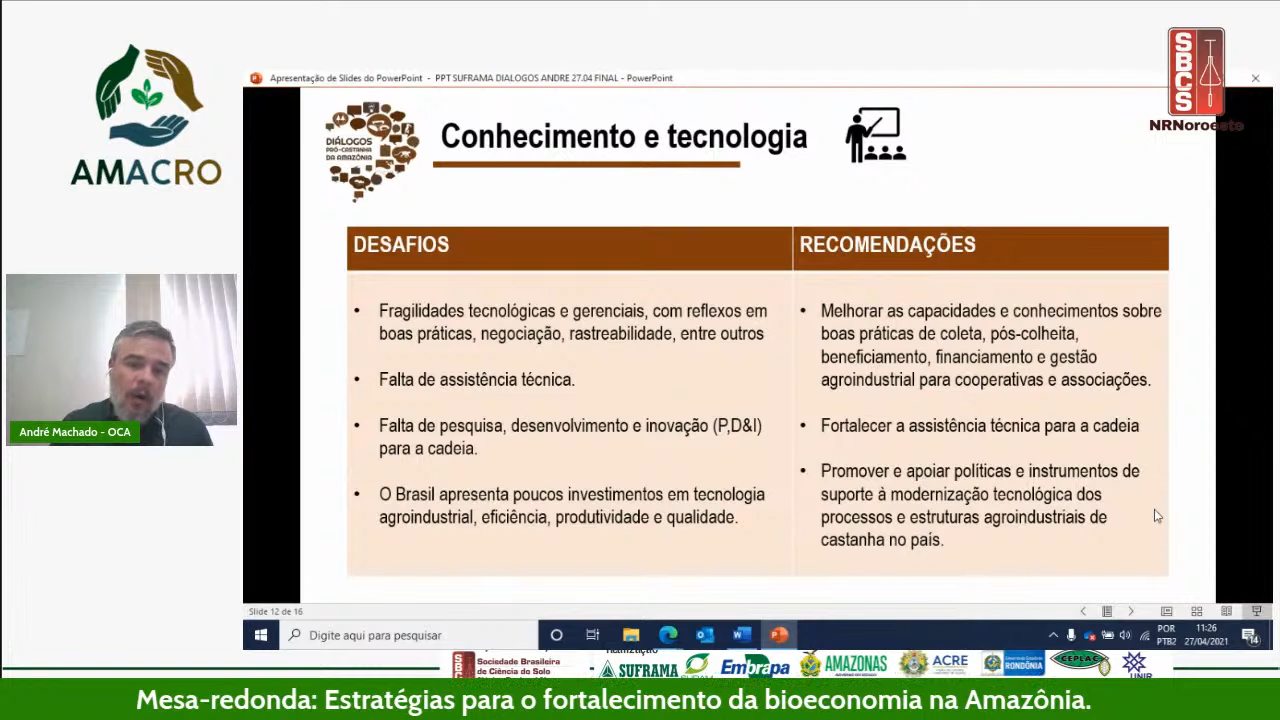 AMACRO
SBCS
NRNoroeste
Apresentação de Slides do PowerPoint - PPT SUFRAMA DIALOGOS ANDRE 27.04 FINAL - PowerPoint
DIÁLOGOS
PRÓ-CASTANHA
DA AMAZÔNIA
Conhecimento e tecnologia
DESAFIOS
• Fragilidades tecnológicas e gerenciais, com reflexos em
boas práticas, negociação, rastreabilidade, entre outros
• Falta de assistência técnica.
• Falta de pesquisa, desenvolvimento e inovação (P,D&I)
para a cadeia.
• O Brasil apresenta poucos investimentos em tecnologia
agroindustrial, eficiência, produtividade e qualidade.
RECOMENDAÇÕES
• Melhorar as capacidades e conhecimentos sobre
boas práticas de coleta, pós-colheita,
beneficiamento, financiamento e gestão
agroindustrial para cooperativas e associações.
• Fortalecer a assistência técnica para a cadeia
• Promover e apoiar políticas e instrumentos de
suporte à modernização tecnológica dos
processos e estruturas agroindustriais de
castanha no país.
André Machado - OCA
Slide 12 de 16
Digite aqui para pesquisar
POR
PTB2
11:26
27/04/2021
14
SBCS
Sociedade Brasileira
de Ciência do Solo
SUFRAMA
Embrapa
AMAZONAS
ACRE
RONDÔNIA
CEPLAC
UNIR
Mesa-redonda: Estratégias para o fortalecimento da bioeconomia na Amazônia.